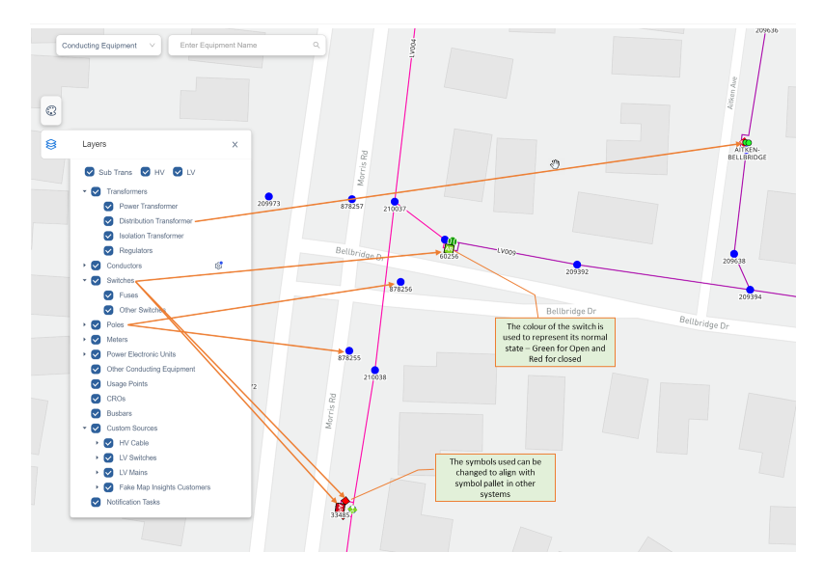 209636
Conducting Equipment
Enter Equipment Name
LV004
Aitken Ave
Layers
AITKEN-
BELLBRIDGE
Sub Trans
HV
LV
Morris Rd
Transformers
Power Transformer
209973
878257
210037
Distribution Transformer
Isolation Transformer
Regulators
Bellbridge Dr
60256
LV009
209638
Conductors
209392
Switches
878256
209394
Fuses
Other Switches
Bellbridge Dr
Bellbridge Dr
Poles
The colour of the switch is
used to represent its normal
state – Green for Open and
Red for closed
Meters
Power Electronic Units
878255
Other Conducting Equipment
210038
Usage Points
72
CROs
Morris Rd
Busbars
Custom Sources
HV Cable
LV Switches
The symbols used can be
changed to align with
symbol pallet in other
systems
LV Mains
Fake Map Insights Customers
Notification Tasks